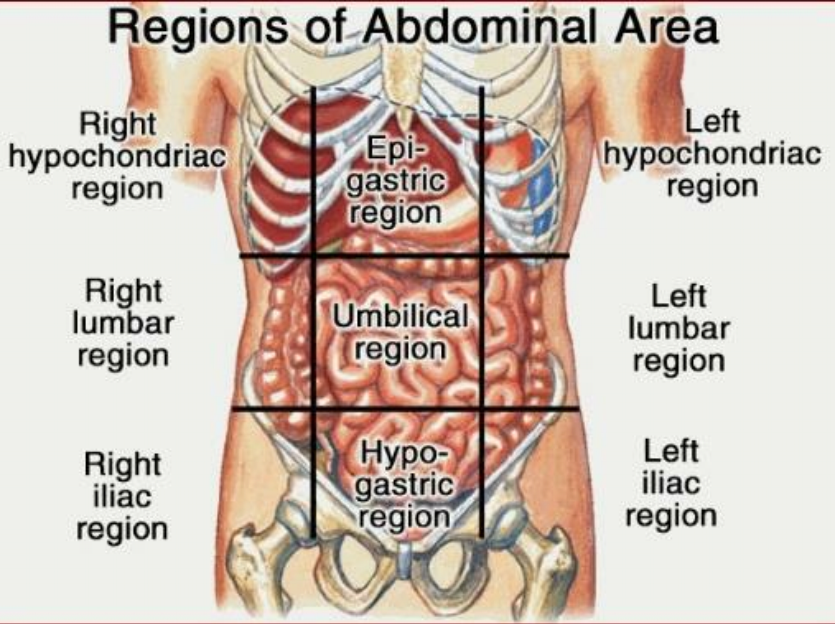 Regions of Abdominal Area
Right
hypochondriac
region
Epi-
gastric
region
Left
hypochondriac
region
Right
lumbar
region
Umbilical
region
Left
lumbar
region
Right
iliac
region
Hypo-
gastric
region
Left
iliac
region